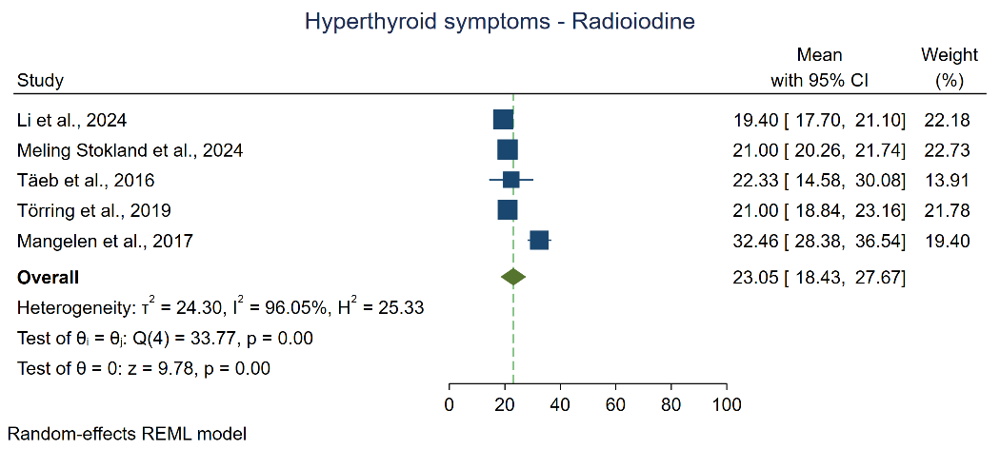 Hyperthyroid symptoms - Radioiodine
Mean Weight
Study with 95% CI (%)
Li et al., 2024 19.40 [ 17.70, 21.10] 22.18
Meling Stokland et al., 2024 21.00 [ 20.26, 21.74] 22.73
Täeb et al., 2016 22.33 [ 14.58, 30.08] 13.91
Törring et al., 2019 21.00 [ 18.84, 23.16] 21.78
Mangelen et al., 2017 32.46 [ 28.38, 36.54] 19.40
Overall 23.05 [ 18.43, 27.67]
Heterogeneity: τ² = 24.30, I² = 96.05%, H² = 25.33
Test of θᵢ = θⱼ: Q(4) = 33.77, p = 0.00
Test of θ = 0: z = 9.78, p = 0.00
0 20 40 60 80 100
Random-effects REML model